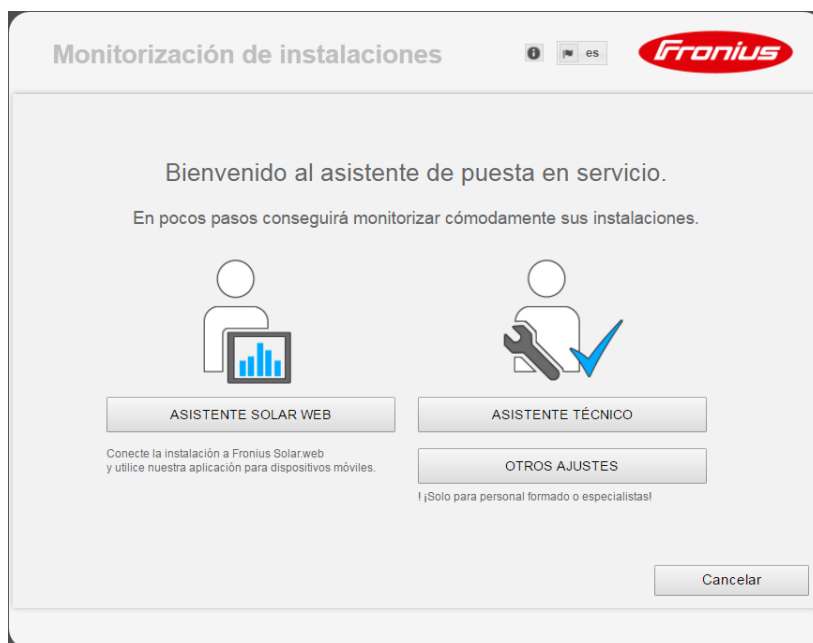 Monitorización de instalaciones
es
Fronius
Bienvenido al asistente de puesta en servicio.
En pocos pasos conseguirá monitorizar cómodamente sus instalaciones.
ASISTENTE SOLAR WEB
Conecte la instalación a Fronius Solar.web
y utilice nuestra aplicación para dispositivos móviles.
ASISTENTE TÉCNICO
OTROS AJUSTES
! ¡Solo para personal formado o especialistas!
Cancelar